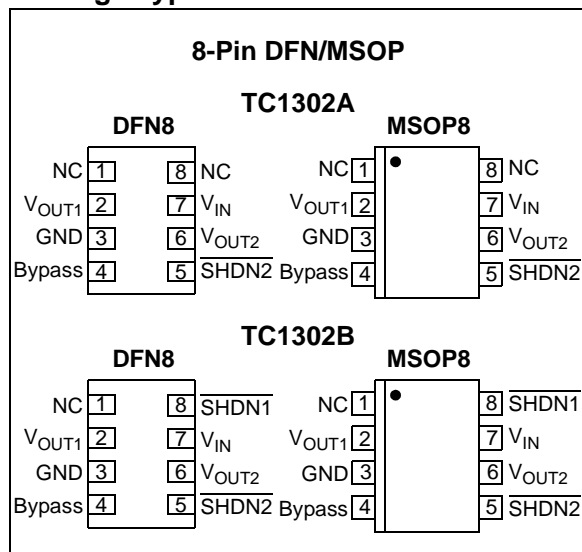 8-Pin DFN/MSOP
TC1302A
DFN8 MSOP8
NC 1 8 NC NC 1 8 NC
VOUT1 2 7 VIN VOUT1 2 7 VIN
GND 3 6 VOUT2 GND 3 6 VOUT2
Bypass 4 5 SHDN2 Bypass 4 5 SHDN2
TC1302B
DFN8 MSOP8
NC 1 8 SHDN1 NC 1 8 SHDN1
VOUT1 2 7 VIN VOUT1 2 7 VIN
GND 3 6 VOUT2 GND 3 6 VOUT2
Bypass 4 5 SHDN2 Bypass 4 5 SHDN2